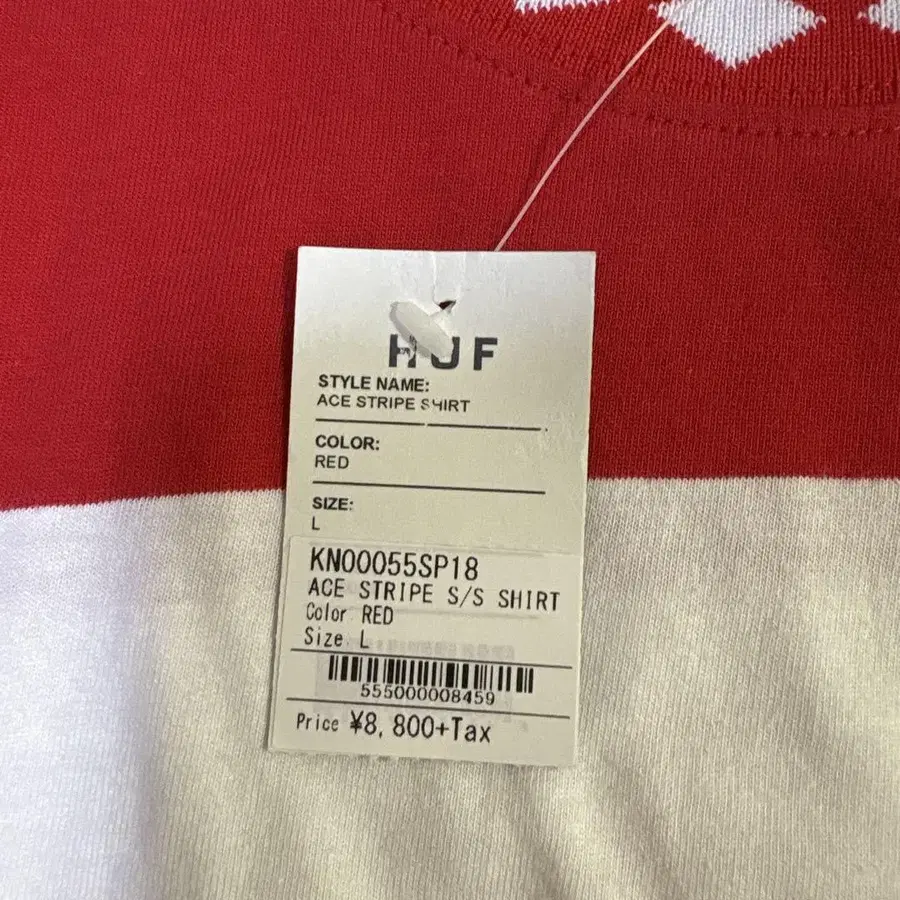 HUF
STYLE NAME:
ACE STRIPE SHIRT
COLOR:
RED
SIZE:
L
KN00055SP18
ACE STRIPE S/S SHIRT
Color RED
Size L
555000008459
Price ¥8,800+Tax